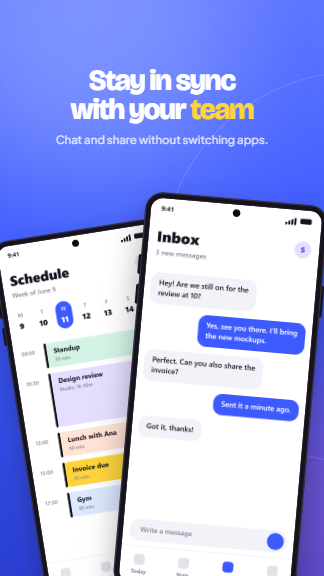 Stay in sync
with your team
Chat and share without switching apps.
9:41
Schedule
Week of June 9
M T W T F S
9 10 11 12 13 14
09:00
Standup
30 min
10:30
Design review
Studio, 1h 30m
13:00
Lunch with Ana
15:00
Invoice due
30 min
17:30
Gym
30 min
9:41
Inbox
3 new messages
S
Hey! Are we still on for the
review at 10?
Yes, see you there. I'll bring
the new mockups.
Perfect. Can you also share the
invoice?
Sent it a minute ago.
Got it, thanks!
Write a message
Today